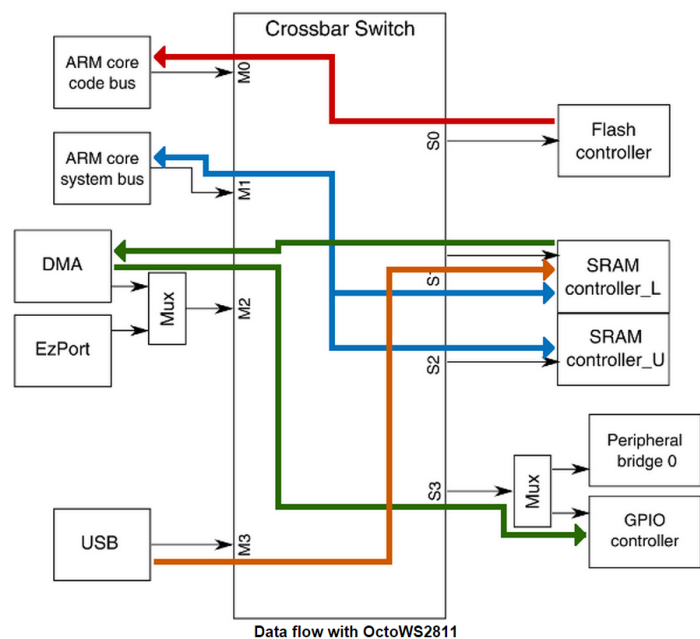 Crossbar Switch
ARM core
code bus
M0
S0
Flash
controller
ARM core
system bus
M1
DMA
Mux
M2
EzPort
SRAM
controller_L
SRAM
controller_U
S2
S3
Mux
Peripheral
bridge 0
GPIO
controller
USB
M3
Data flow with OctoWS2811